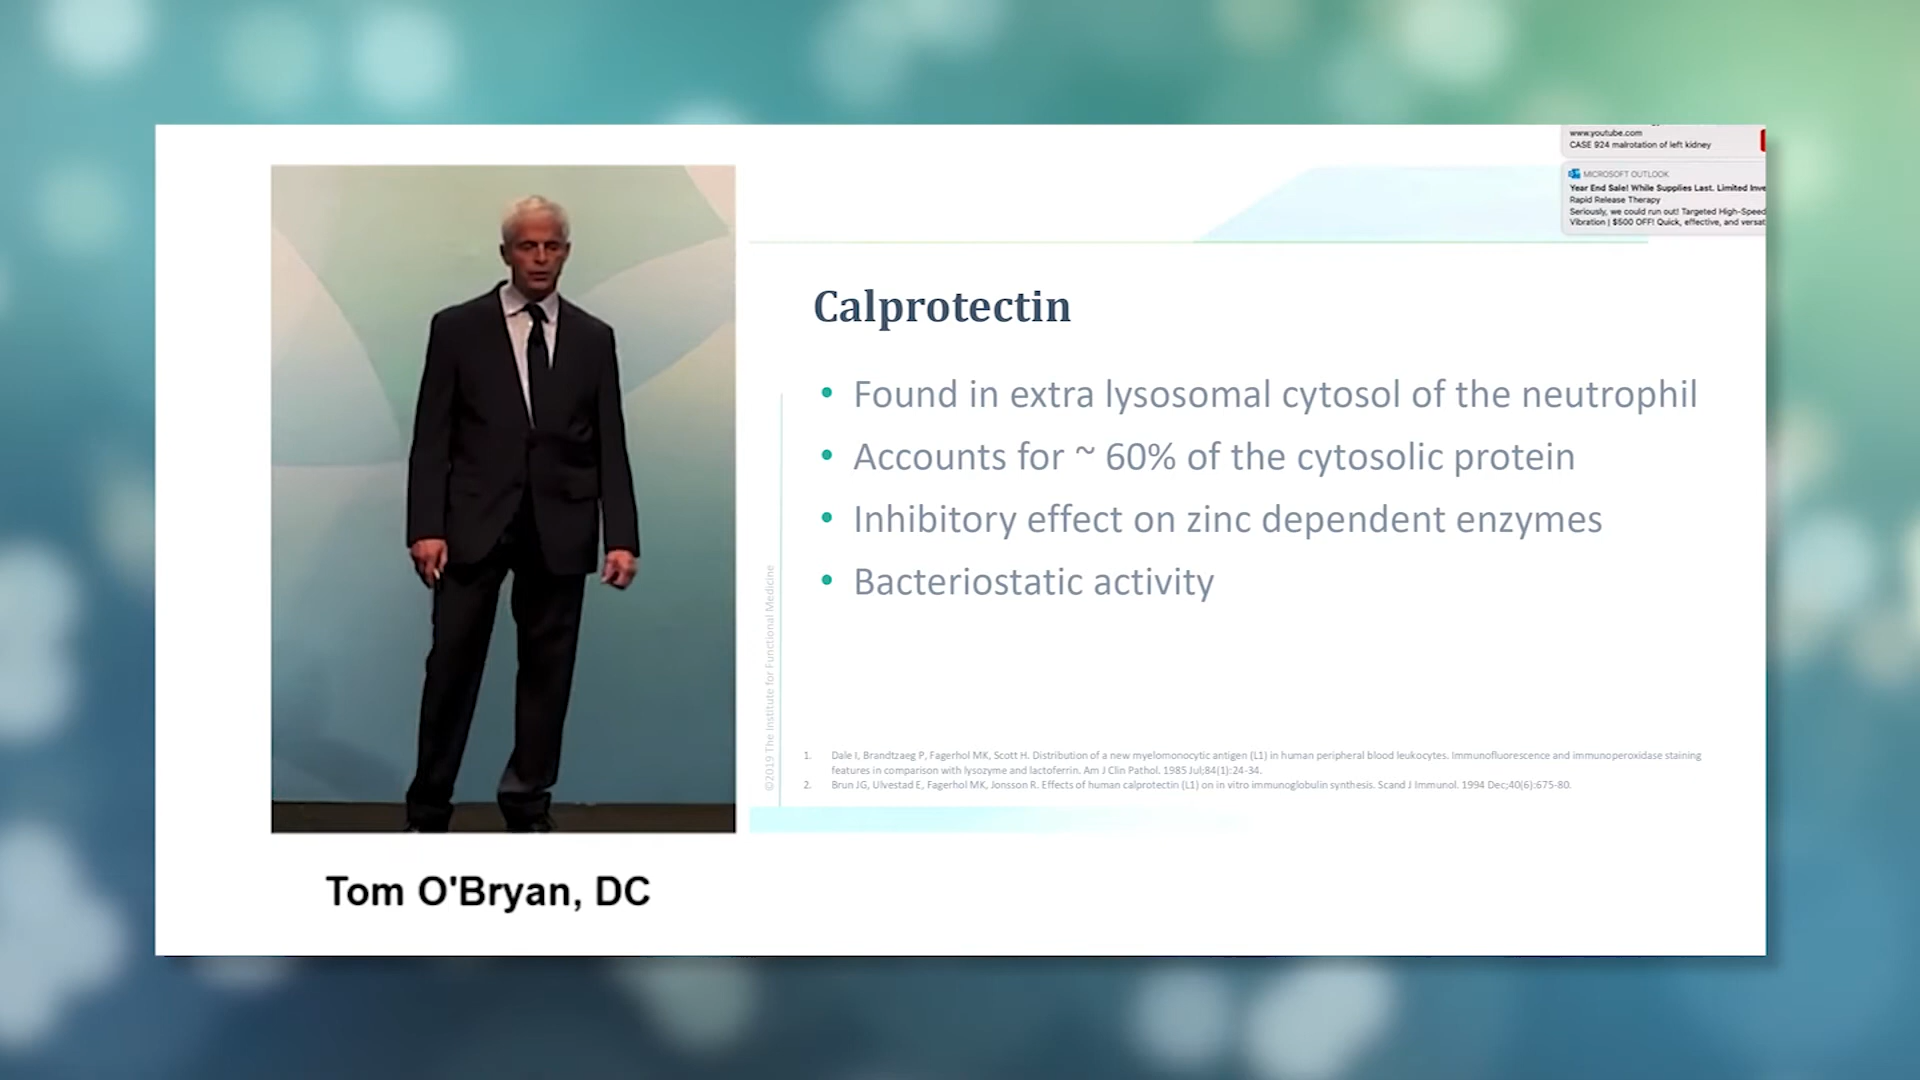 www.youtube.com
CASE 924 malrotation of left kidney
MICROSOFT OUTLOOK
Year End Sale! While Supplies Last. Limited Inve
Rapid Release Therapy
Seriously, we could run out! Targeted High-Speed
Vibration | $500 OFF! Quick, effective, and versat
Calprotectin
• Found in extra lysosomal cytosol of the neutrophil
• Accounts for ~ 60% of the cytosolic protein
• Inhibitory effect on zinc dependent enzymes
• Bacteriostatic activity
©2019 The Institute for Functional Medicine
1. Dale I, Brandtzaeg P, Fagerhol MK, Scott H. Distribution of a new myelomonocytic antigen (L1) in human peripheral blood leukocytes. Immunofluorescence and immunoperoxidase staining
features in comparison with lysozyme and lactoferrin. Am J Clin Pathol. 1985 Jul;84(1):24-34.
2. Brun JG, Ulvestad E, Fagerhol MK, Jonsson R. Effects of human calprotectin (L1) on in vitro immunoglobulin synthesis. Scand J Immunol. 1994 Dec;40(6):675-80.
Tom O'Bryan, DC